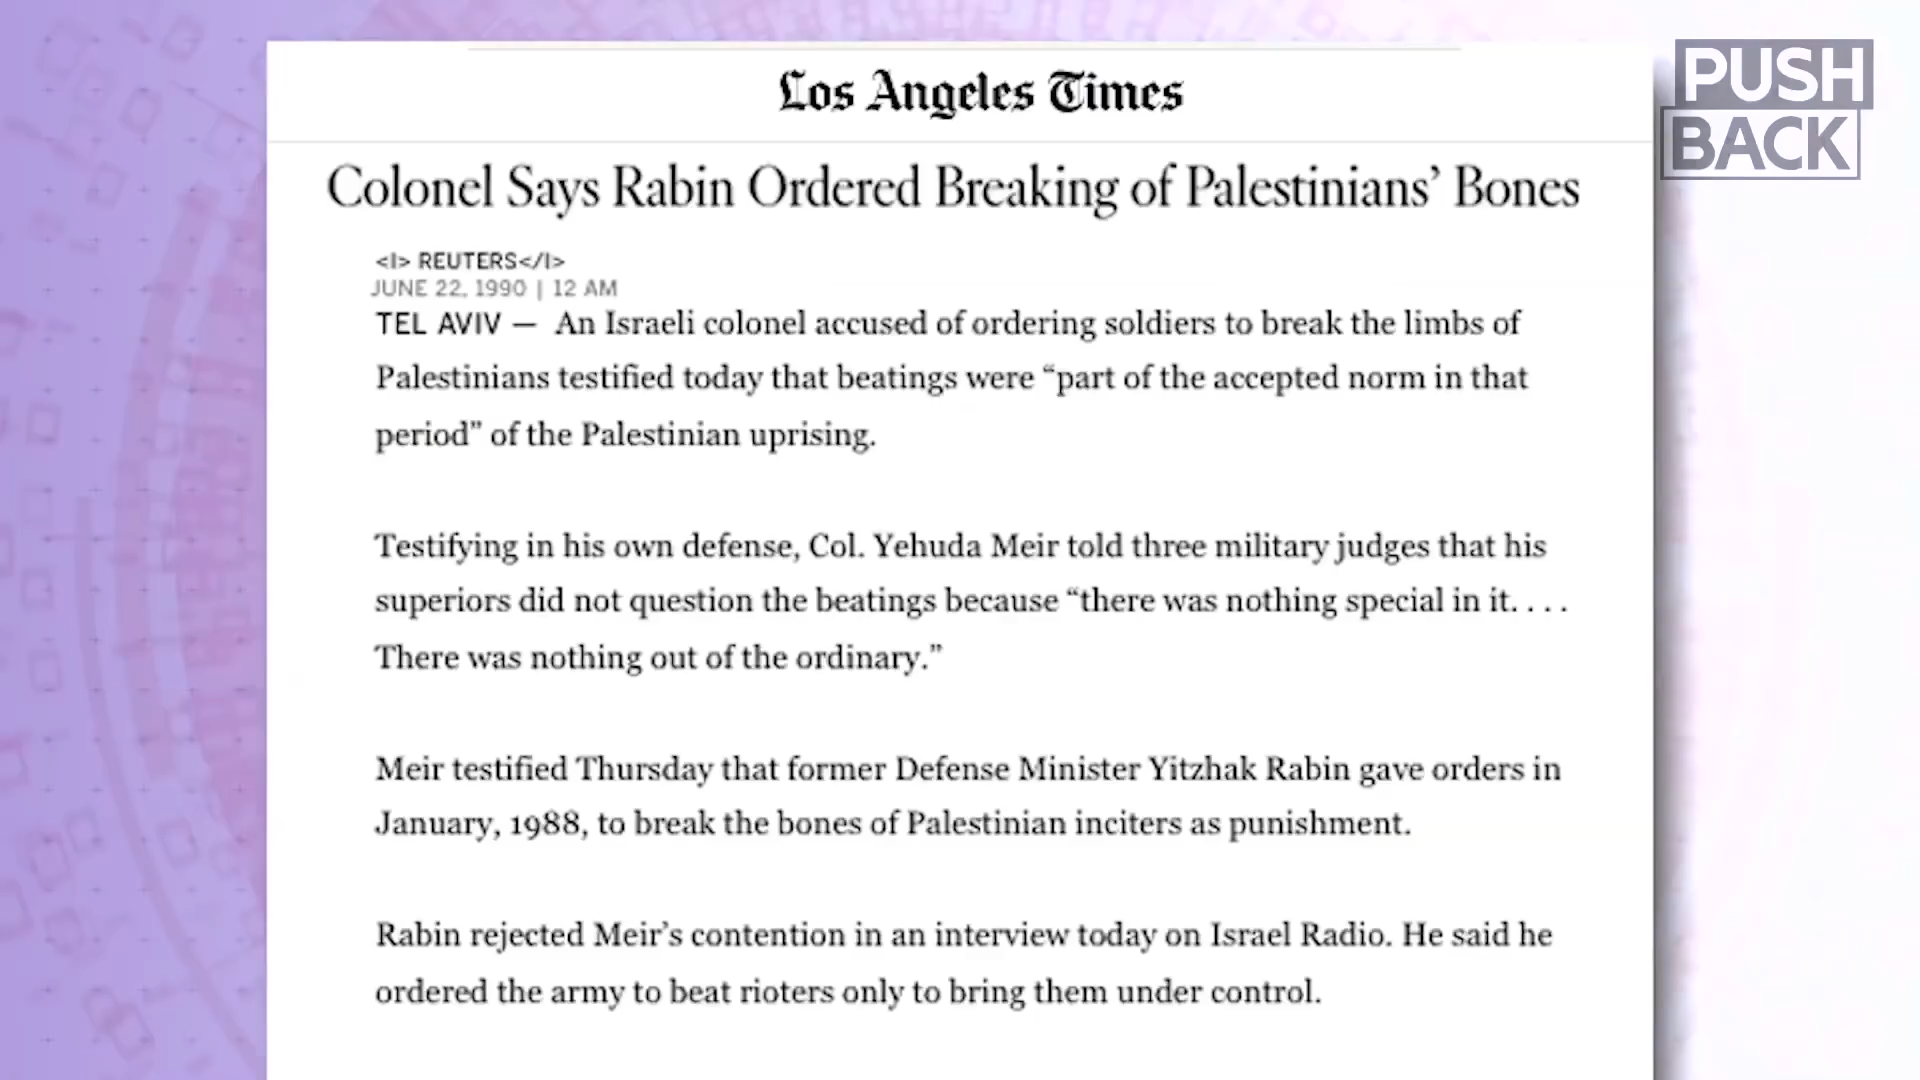 PUSH
BACK
Los Angeles Times
Colonel Says Rabin Ordered Breaking of Palestinians’ Bones
<I> REUTERS</I>
JUNE 22, 1990 | 12 AM
TEL AVIV — An Israeli colonel accused of ordering soldiers to break the limbs of
Palestinians testified today that beatings were “part of the accepted norm in that
period” of the Palestinian uprising.
Testifying in his own defense, Col. Yehuda Meir told three military judges that his
superiors did not question the beatings because “there was nothing special in it. . . .
There was nothing out of the ordinary.”
Meir testified Thursday that former Defense Minister Yitzhak Rabin gave orders in
January, 1988, to break the bones of Palestinian inciters as punishment.
Rabin rejected Meir’s contention in an interview today on Israel Radio. He said he
ordered the army to beat rioters only to bring them under control.